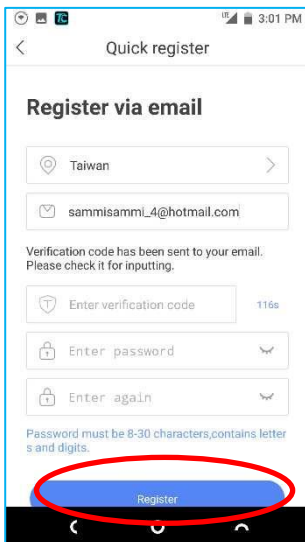 TC LTE 3:01 PM
Quick register
Register via email
Taiwan
sammisammi_4@hotmail.com
Verification code has been sent to your email.
Please check it for inputting.
Enter verification code 116s
Enter password
Enter again
Password must be 8-30 characters,contains letter
s and digits.
Register